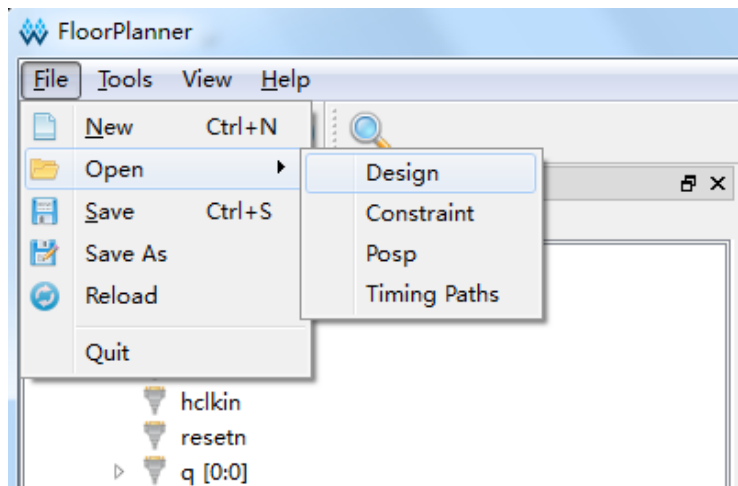 FloorPlanner
File Tools View Help
New Ctrl+N
Open
Design
Save Ctrl+S
Constraint
Save As
Posp
Reload
Timing Paths
Quit
hclkin
resetn
q [0:0]